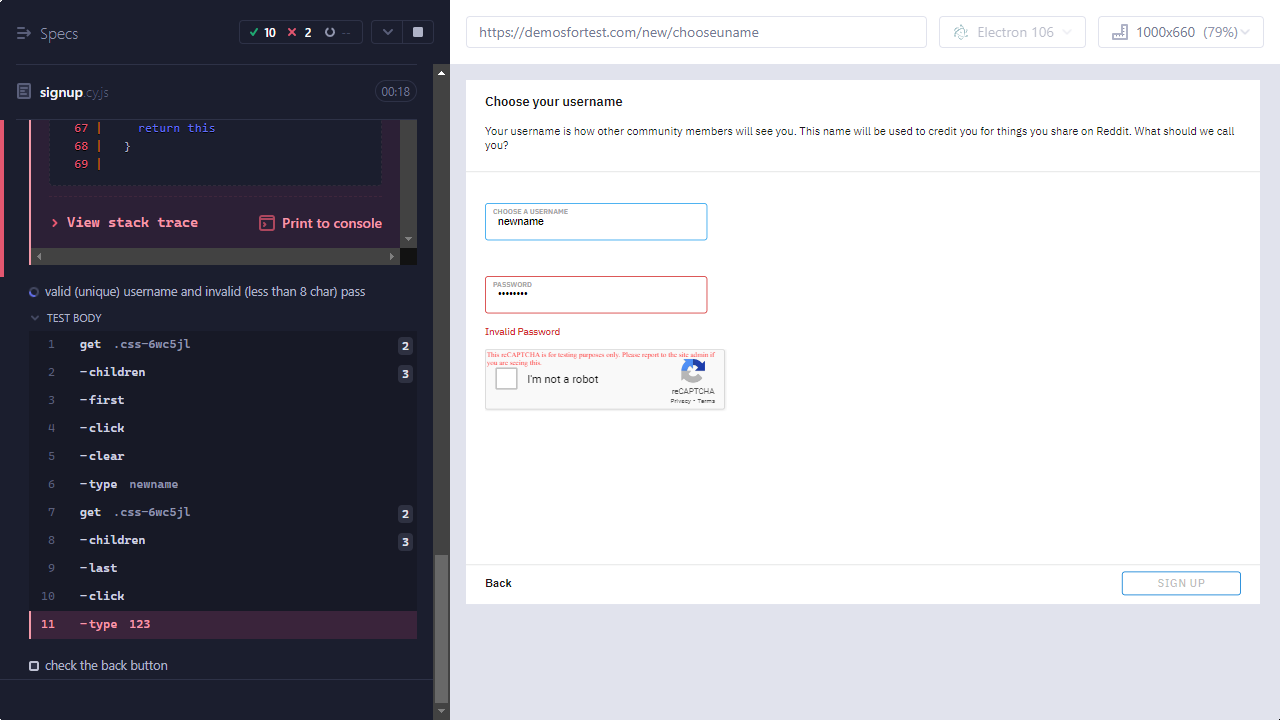 Specs
10
2
--
signup.cy.js
00:18
67 | return this
68 | }
69 |
View stack trace
Print to console
valid (unique) username and invalid (less than 8 char) pass
TEST BODY
1 get .css-6wc5jl 2
2 -children 3
3 -first
4 -click
5 -clear
6 -type newname
7 get .css-6wc5jl 2
8 -children 3
9 -last
10 -click
11 -type 123
check the back button
https://demosfortest.com/new/chooseuname
Electron 106
1000x660 (79%)
Choose your username
Your username is how other community members will see you. This name will be used to credit you for things you share on Reddit. What should we call
you?
CHOOSE A USERNAME
newname
PASSWORD
••••••••
Invalid Password
This reCAPTCHA is for testing purposes only. Please report to the site admin if
you are seeing this.
I'm not a robot
reCAPTCHA
Privacy - Terms
Back
SIGN UP